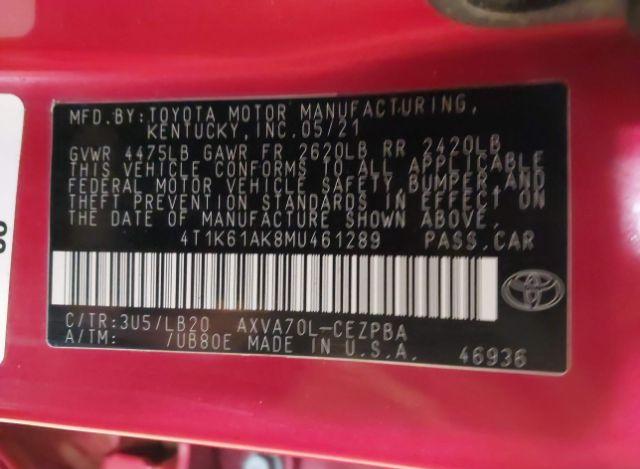 MFD.BY:TOYOTA MOTOR MANUFACTURING,
KENTUCKY,INC.05/21
GVWR 4475LB GAWR FR 2620LB RR 2420LB
THIS VEHICLE CONFORMS TO ALL APPLICABLE
FEDERAL MOTOR VEHICLE SAFETY,BUMPER,AND
THEFT PREVENTION STANDARDS IN EFFECT ON
THE DATE OF MANUFACTURE SHOWN ABOVE.
4T1K61AK8MU461289 PASS.CAR
C/TR:3U5/LB20 AXVA70L-CEZPBA
A/TM: /UB80E MADE IN U.S.A. 46936